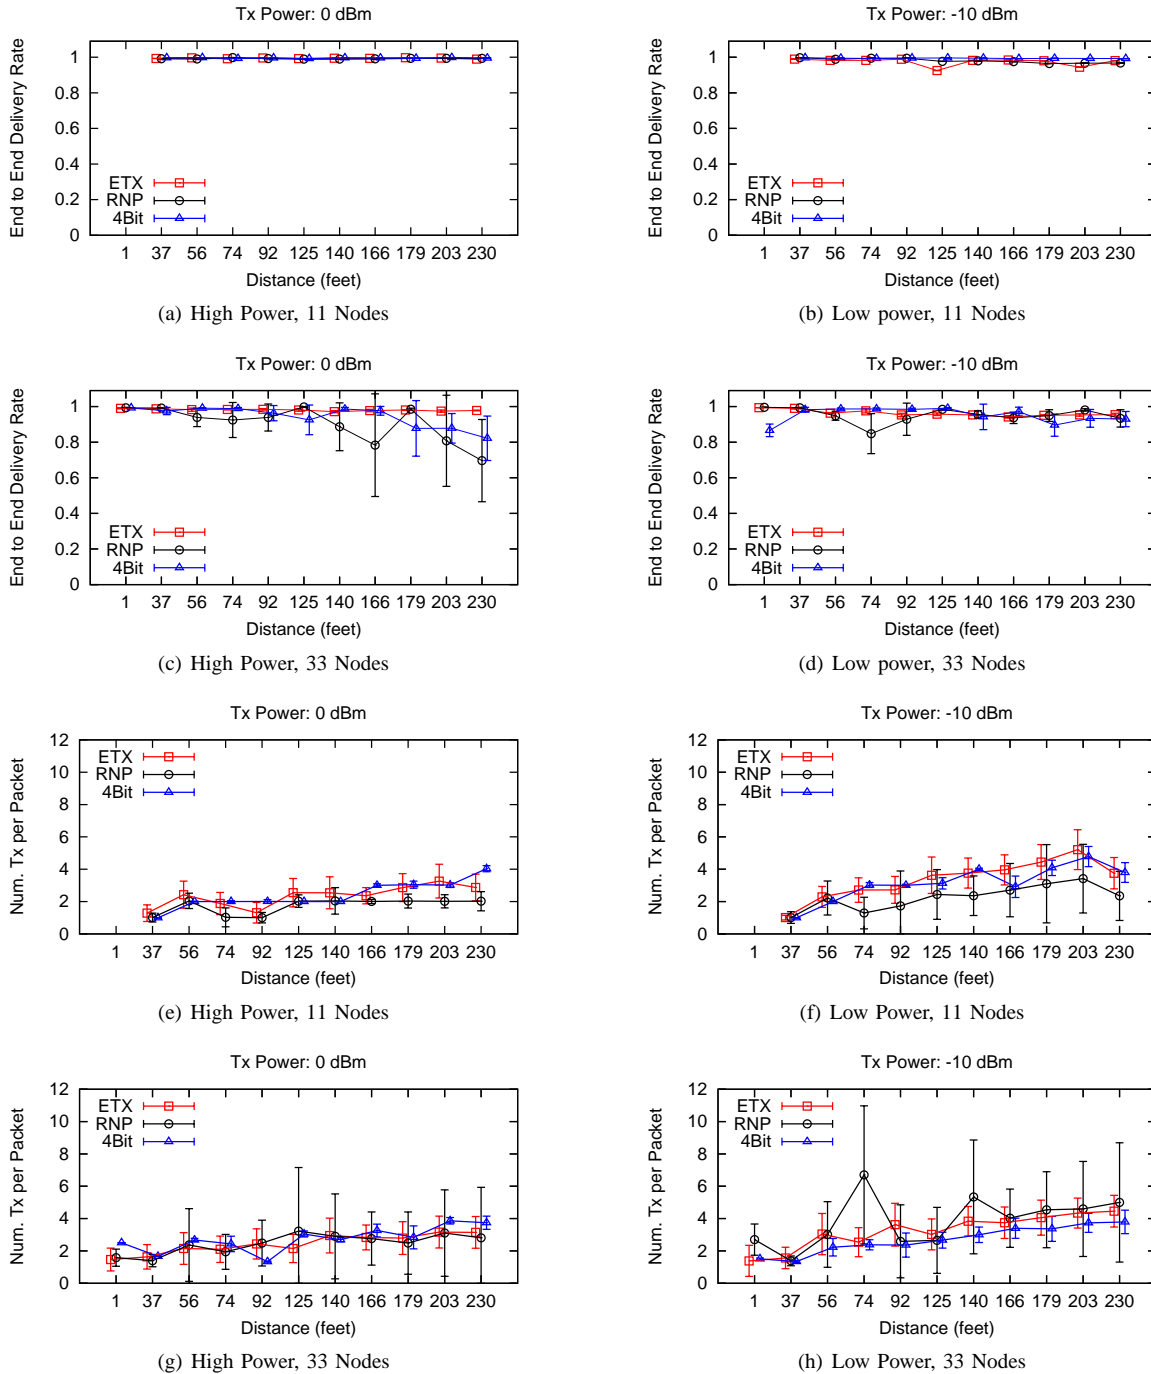 Tx Power: 0 dBm
End to End Delivery Rate
1
0.8
0.6
0.4
0.2
0
ETX
RNP
4Bit
1 37 56 74 92 125 140 166 179 203 230
Distance (feet)
(a) High Power, 11 Nodes
Tx Power: -10 dBm
End to End Delivery Rate
1
0.8
0.6
0.4
0.2
0
ETX
RNP
4Bit
1 37 56 74 92 125 140 166 179 203 230
Distance (feet)
(b) Low power, 11 Nodes
Tx Power: 0 dBm
End to End Delivery Rate
1
0.8
0.6
0.4
0.2
0
ETX
RNP
4Bit
1 37 56 74 92 125 140 166 179 203 230
Distance (feet)
(c) High Power, 33 Nodes
Tx Power: -10 dBm
End to End Delivery Rate
1
0.8
0.6
0.4
0.2
0
ETX
RNP
4Bit
1 37 56 74 92 125 140 166 179 203 230
Distance (feet)
(d) Low power, 33 Nodes
Tx Power: 0 dBm
Num. Tx per Packet
12
10
8
6
4
2
0
ETX
RNP
4Bit
1 37 56 74 92 125 140 166 179 203 230
Distance (feet)
(e) High Power, 11 Nodes
Tx Power: -10 dBm
Num. Tx per Packet
12
10
8
6
4
2
0
ETX
RNP
4Bit
1 37 56 74 92 125 140 166 179 203 230
Distance (feet)
(f) Low Power, 11 Nodes
Tx Power: 0 dBm
Num. Tx per Packet
12
10
8
6
4
2
0
ETX
RNP
4Bit
1 37 56 74 92 125 140 166 179 203 230
Distance (feet)
(g) High Power, 33 Nodes
Tx Power: -10 dBm
Num. Tx per Packet
12
10
8
6
4
2
0
ETX
RNP
4Bit
1 37 56 74 92 125 140 166 179 203 230
Distance (feet)
(h) Low Power, 33 Nodes